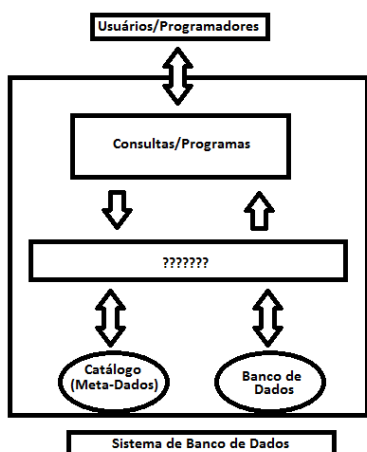 Usuários/Programadores
Consultas/Programas
???????
Catálogo
(Meta-Dados)
Banco de
Dados
Sistema de Banco de Dados